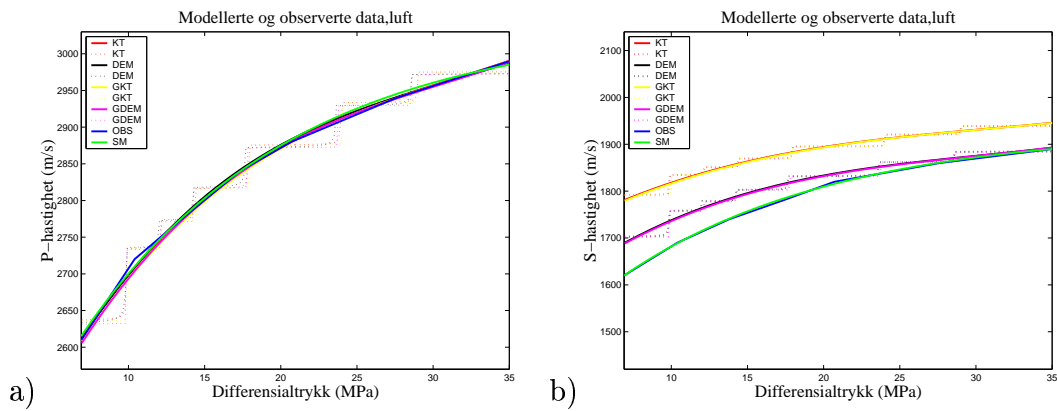 Modellerte og observerte data,luft
KT
KT
DEM
DEM
GKT
GKT
GDEM
GDEM
OBS
SM
3000
2950
2900
2850
2800
2750
2700
2650
2600
P−hastighet (m/s)
10 15 20 25 30 35
Differensialtrykk (MPa)
a)
Modellerte og observerte data,luft
KT
KT
DEM
DEM
GKT
GKT
GDEM
GDEM
OBS
SM
2100
2000
1900
1800
1700
1600
1500
S−hastighet (m/s)
10 15 20 25 30 35
Differensialtrykk (MPa)
b)